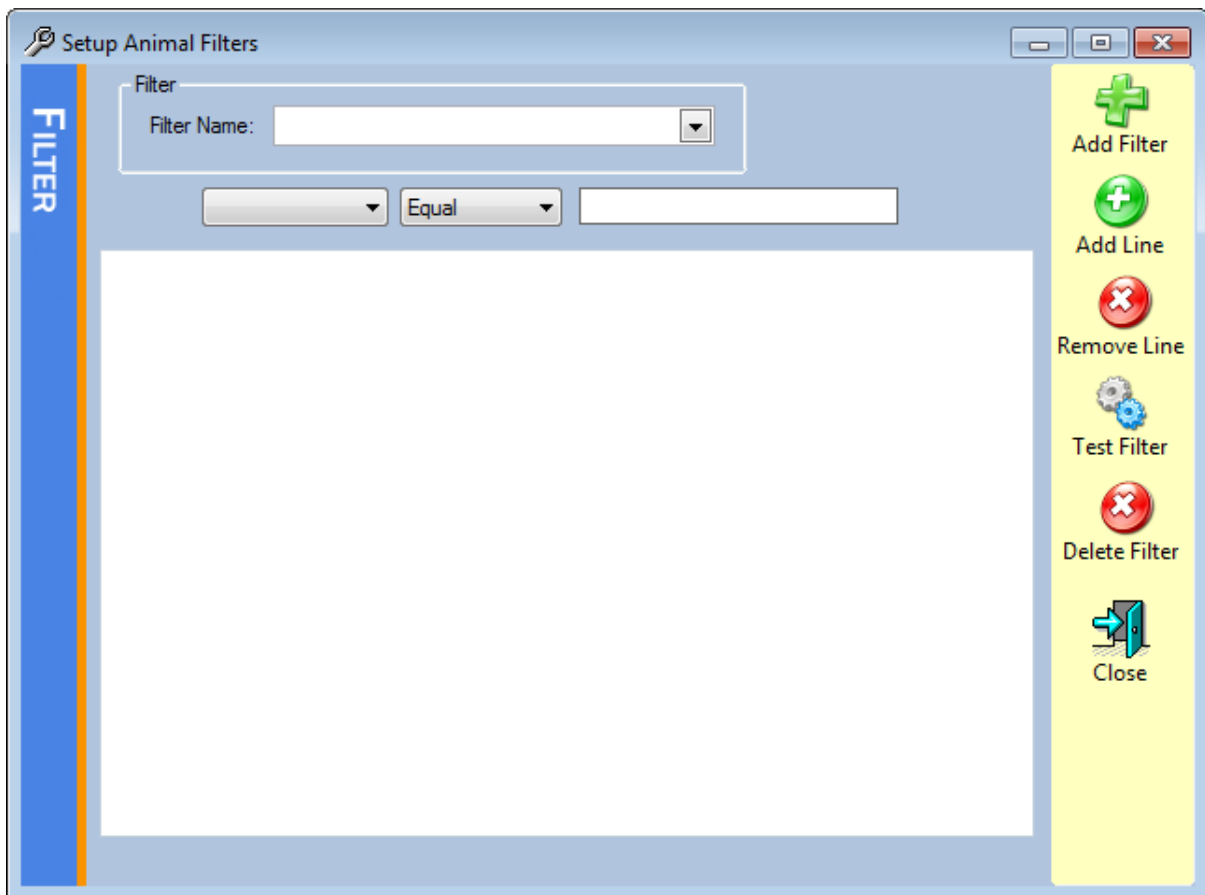 Setup Animal Filters
FILTER
Filter
Filter Name:
Equal
Add Filter
Add Line
Remove Line
Test Filter
Delete Filter
Close